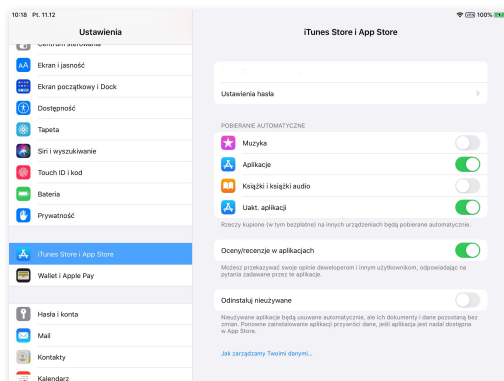 10:18 Pt. 11.12
100%
Ustawienia
Ekran i jasność
Ekran początkowy i Dock
Dostępność
Tapeta
Siri i wyszukiwanie
Touch ID i kod
Bateria
Prywatność
iTunes Store i App Store
Wallet i Apple Pay
Hasła i konta
Mail
Kontakty
Kalendarz
iTunes Store i App Store
Ustawienia hasła
POBIERANIE AUTOMATYCZNE
Muzyka
Aplikacje
Książki i książki audio
Uakt. aplikacji
Rzeczy kupione (w tym bezpłatne) na innych urządzeniach będą pobierane automatycznie.
Oceny/recenzje w aplikacjach
Możesz przekazywać swoje opinie deweloperom i innym użytkownikom, odpowiadając na
pytania zadawane przez te aplikacje.
Odinstaluj nieużywane
Nieużywane aplikacje będą usuwane automatycznie, ale ich dokumenty i dane pozostaną bez
zmian. Ponowne zainstalowanie aplikacji przywróci dane, jeśli aplikacja jest nadal dostępna
w App Store.
Jak zarządzamy Twoimi danymi...